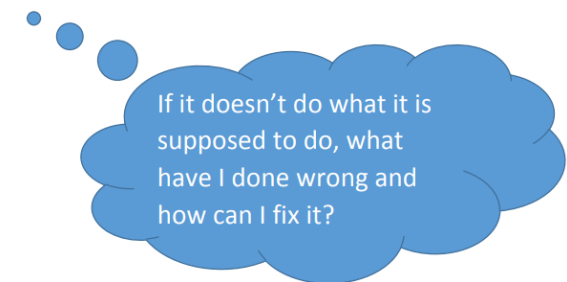 If it doesn’t do what it is
supposed to do, what
have I done wrong and
how can I fix it?